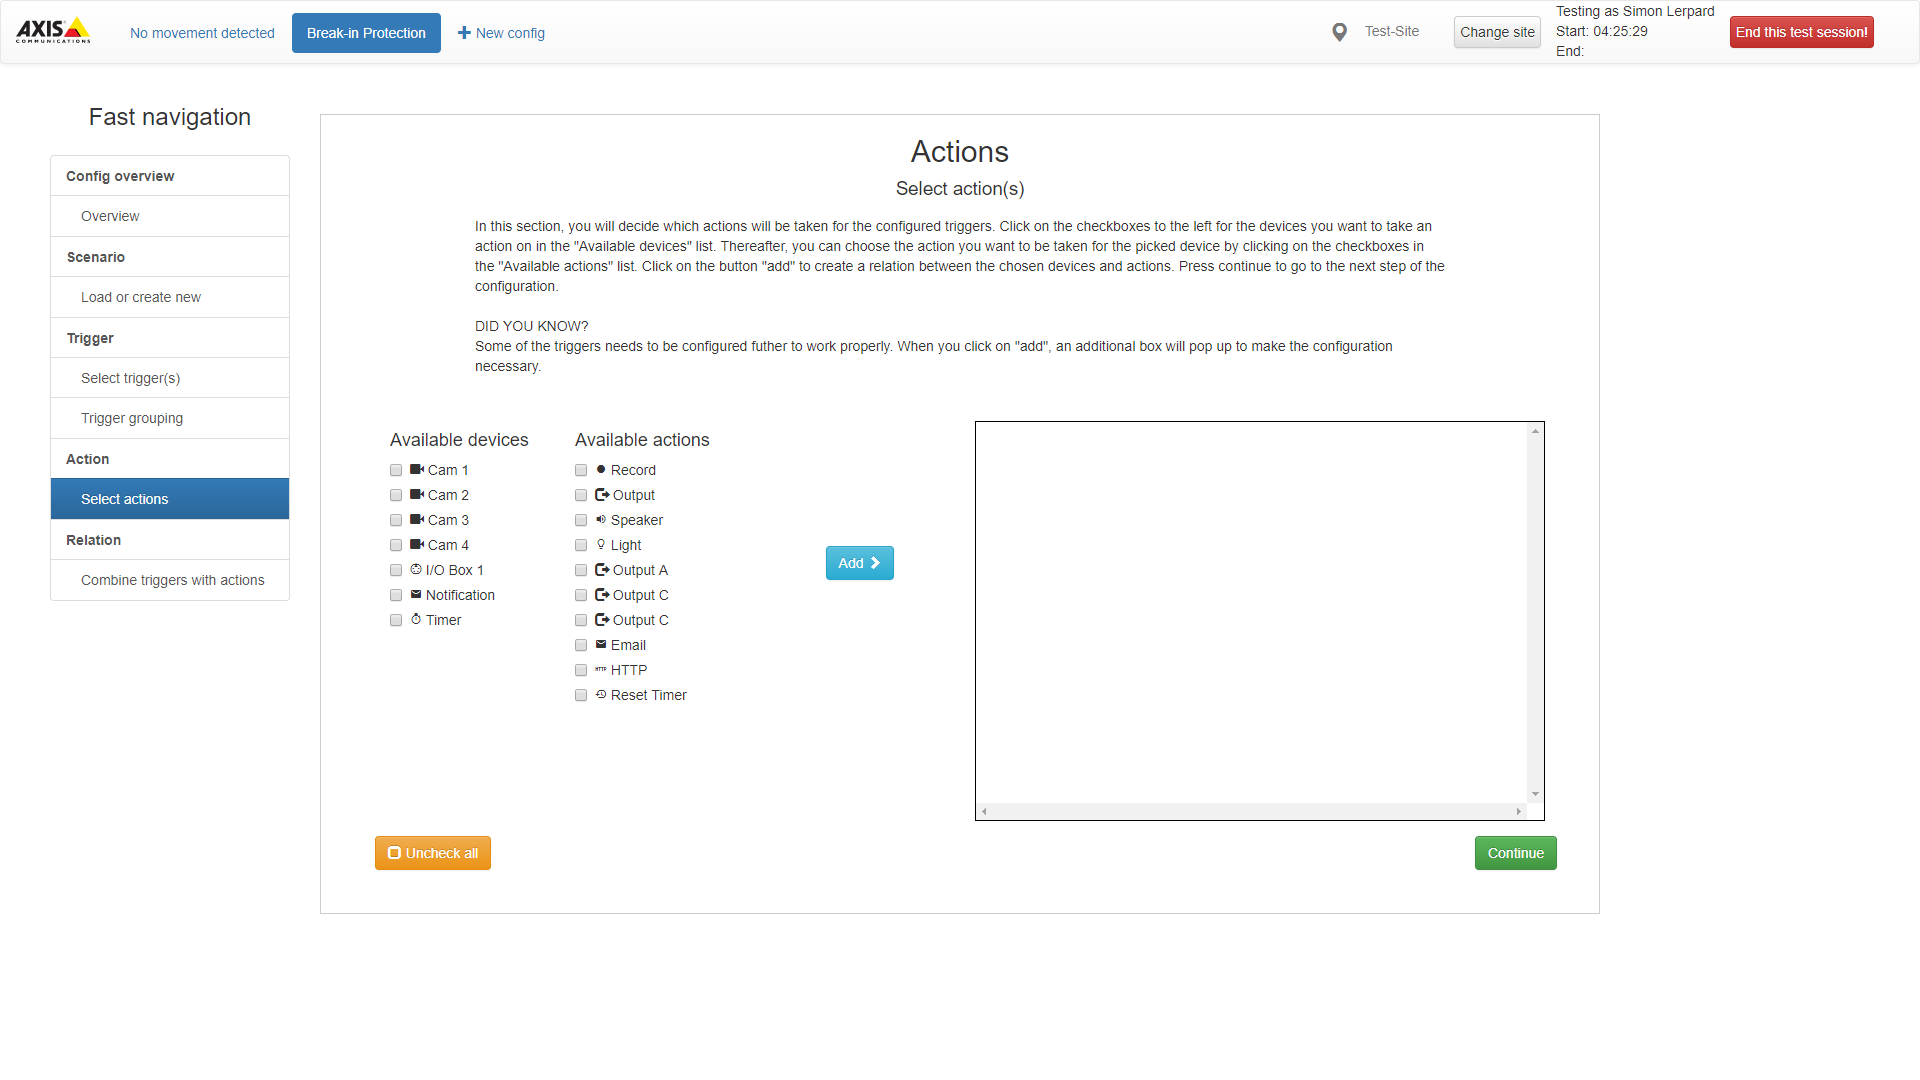 AXIS
COMMUNICATIONS
No movement detected
Break-in Protection
New config
Test-Site
Change site
Testing as Simon Lerpard
Start: 04:25:29
End:
End this test session!
Fast navigation
Config overview
Overview
Scenario
Load or create new
Trigger
Select trigger(s)
Trigger grouping
Action
Select actions
Relation
Combine triggers with actions
Actions
Select action(s)
In this section, you will decide which actions will be taken for the configured triggers. Click on the checkboxes to the left for the devices you want to take an
action on in the "Available devices" list. Thereafter, you can choose the action you want to be taken for the picked device by clicking on the checkboxes in
the "Available actions" list. Click on the button "add" to create a relation between the chosen devices and actions. Press continue to go to the next step of the
configuration.
DID YOU KNOW?
Some of the triggers needs to be configured futher to work properly. When you click on "add", an additional box will pop up to make the configuration
necessary.
Available devices
Cam 1
Cam 2
Cam 3
Cam 4
I/O Box 1
Notification
Timer
Available actions
Record
Output
Speaker
Light
Output A
Output C
Output C
Email
HTTP HTTP
Reset Timer
Add
Uncheck all
Continue